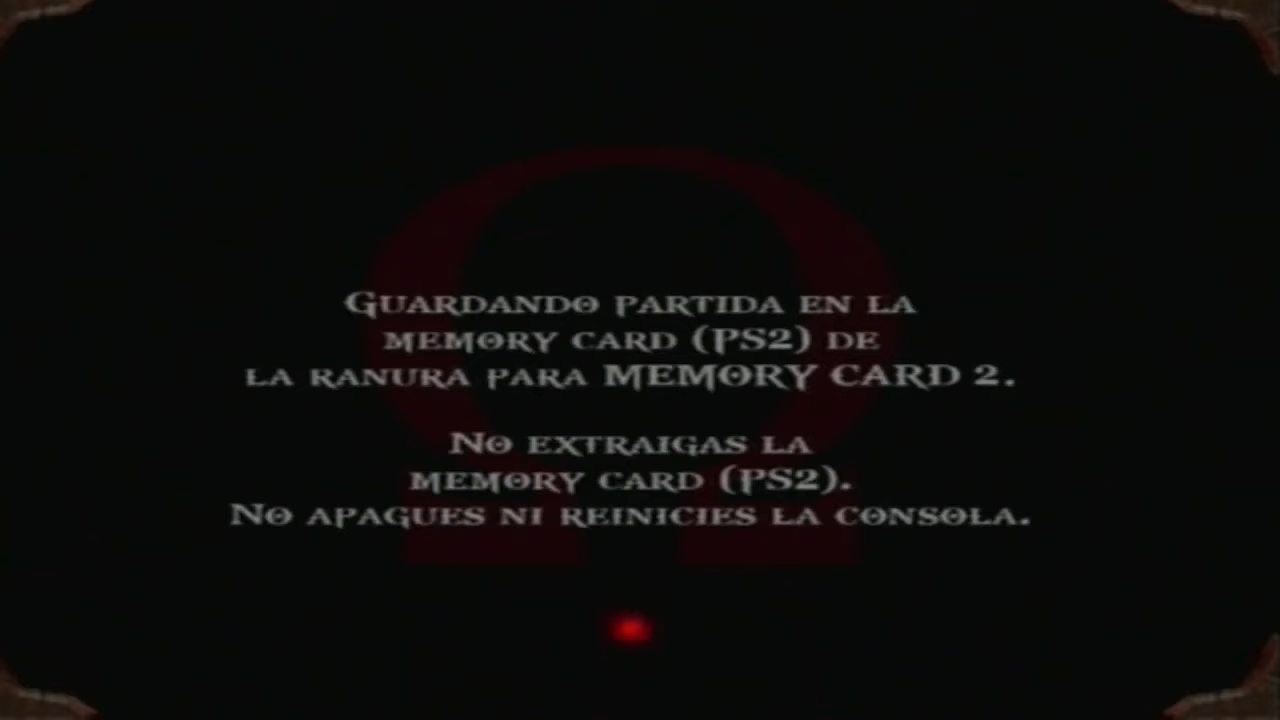 Guardando partida en la
memory card (PS2) de
la ranura para MEMORY CARD 2.
No extraigas la
memory card (PS2).
No apagues ni reinicies la consola.